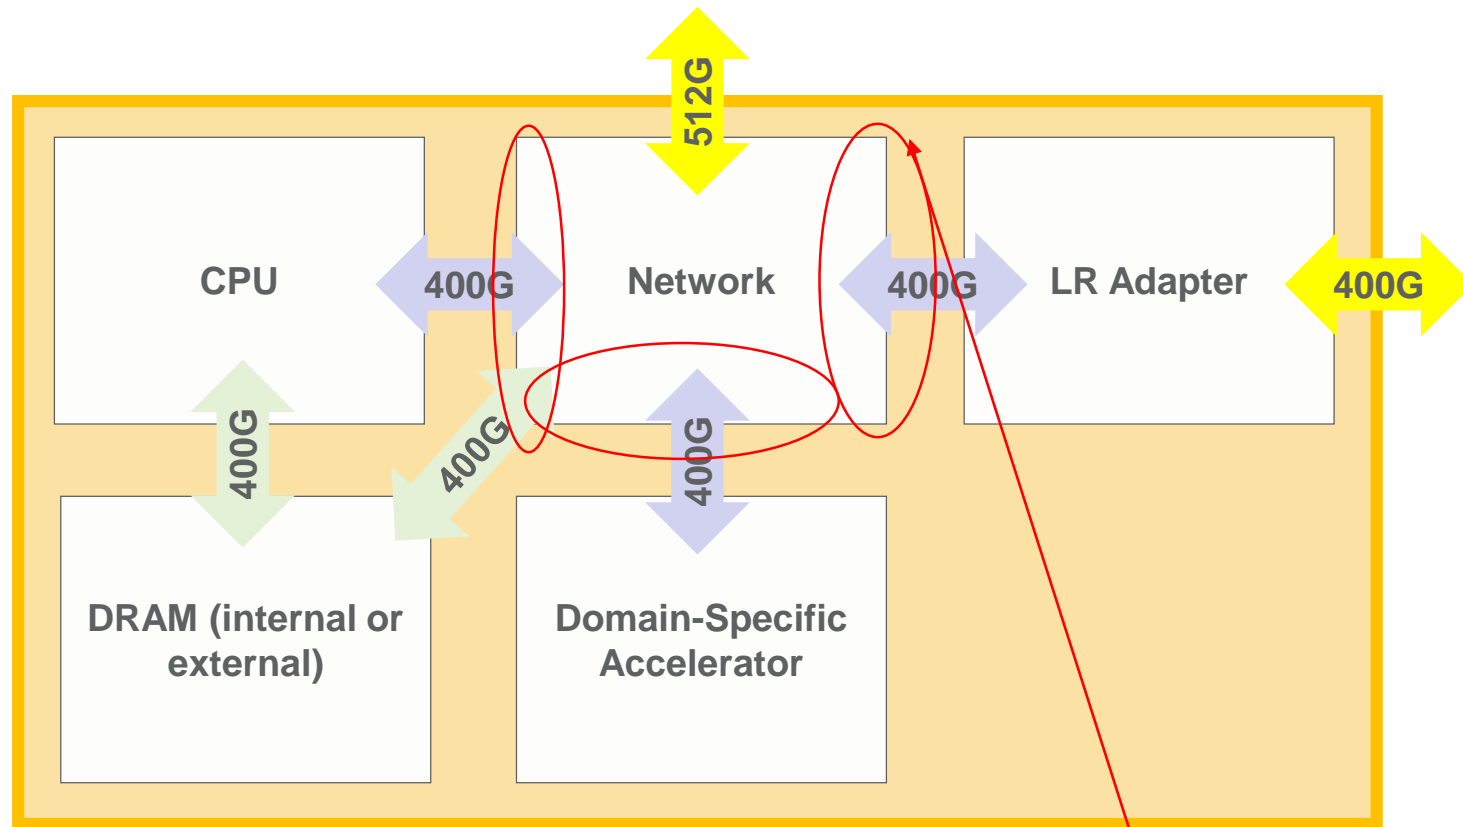 512G
CPU
400G
Network
400G
LR Adapter
400G
400G
400G
400G
DRAM (internal or
external)
Domain-Specific
Accelerator